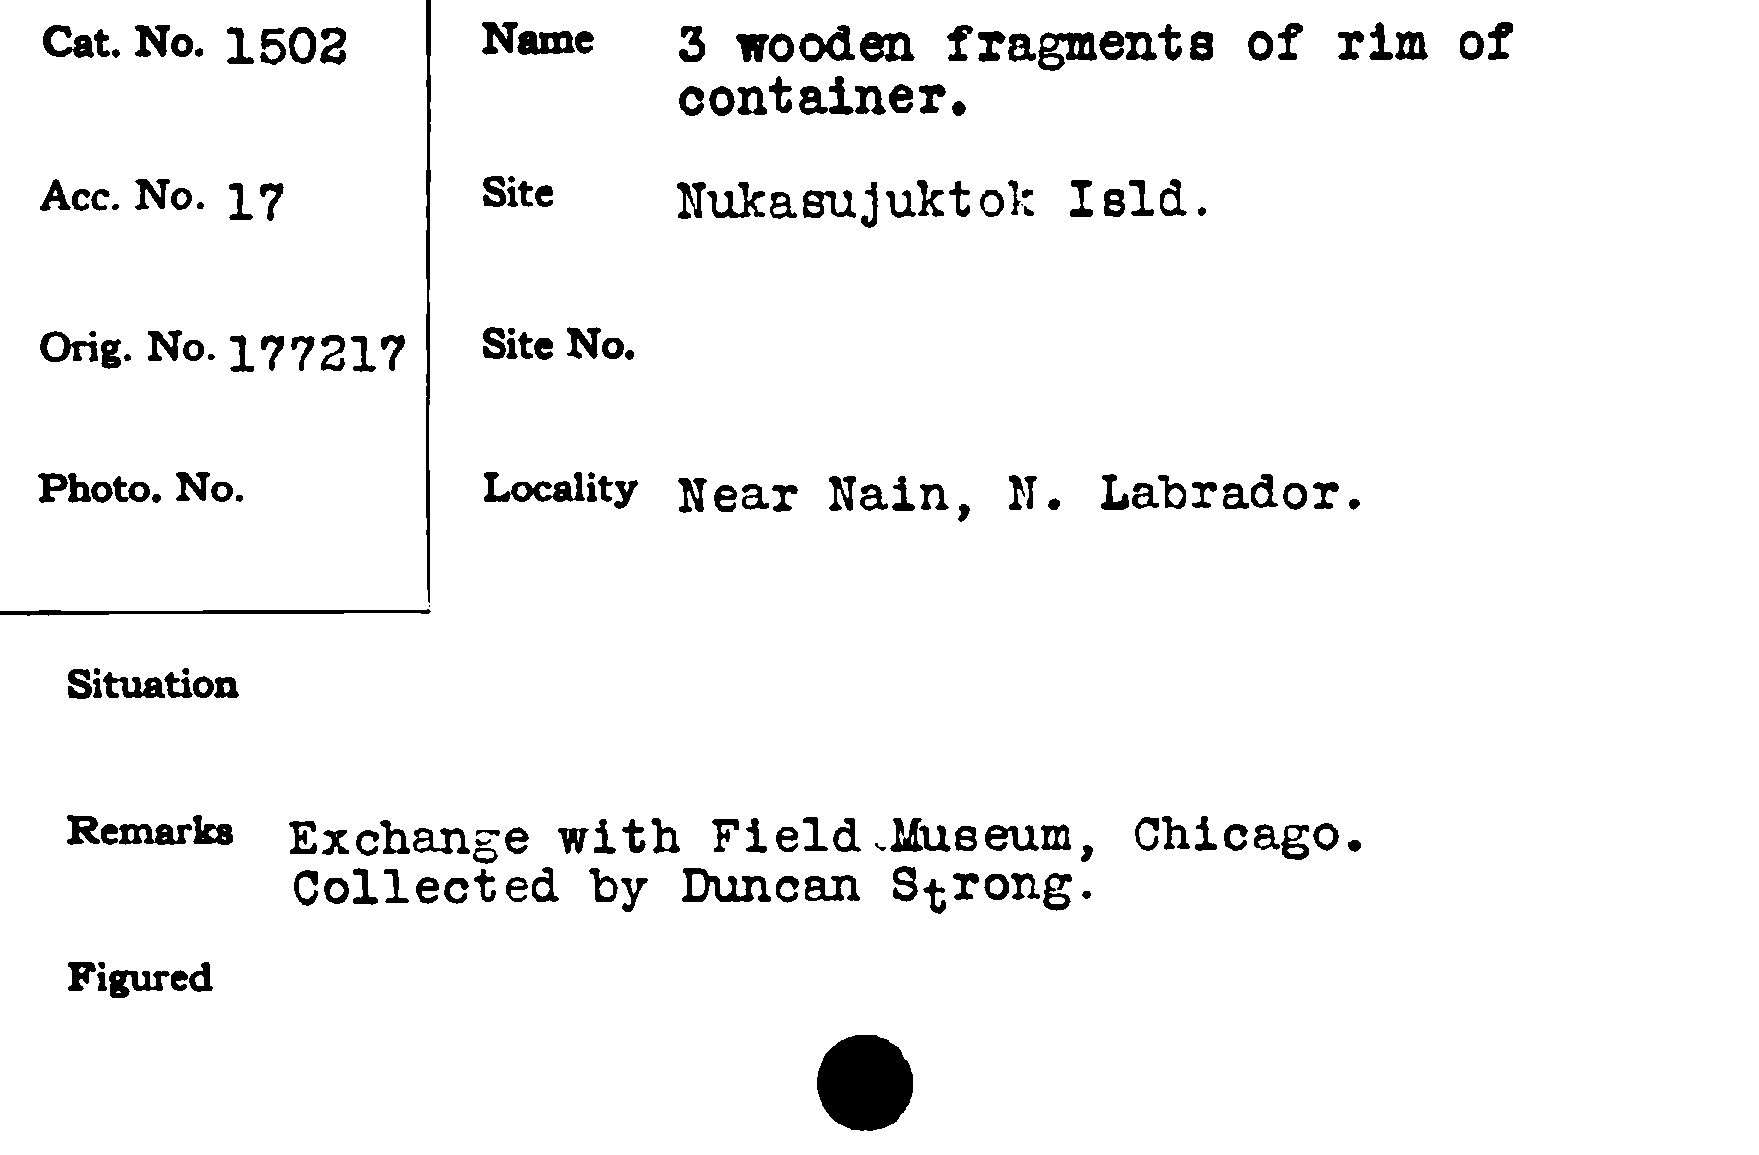 Cat. No. 1502
Acc. No. 17
Orig. No. 177217
Photo. No.
Name 3 wooden fragments of rim of
container.
Site Nukasujuktok Isld.
Site No.
Locality Near Nain, N. Labrador.
Situation
Remarks Exchange with Field Museum, Chicago.
Collected by Duncan Strong.
Figured